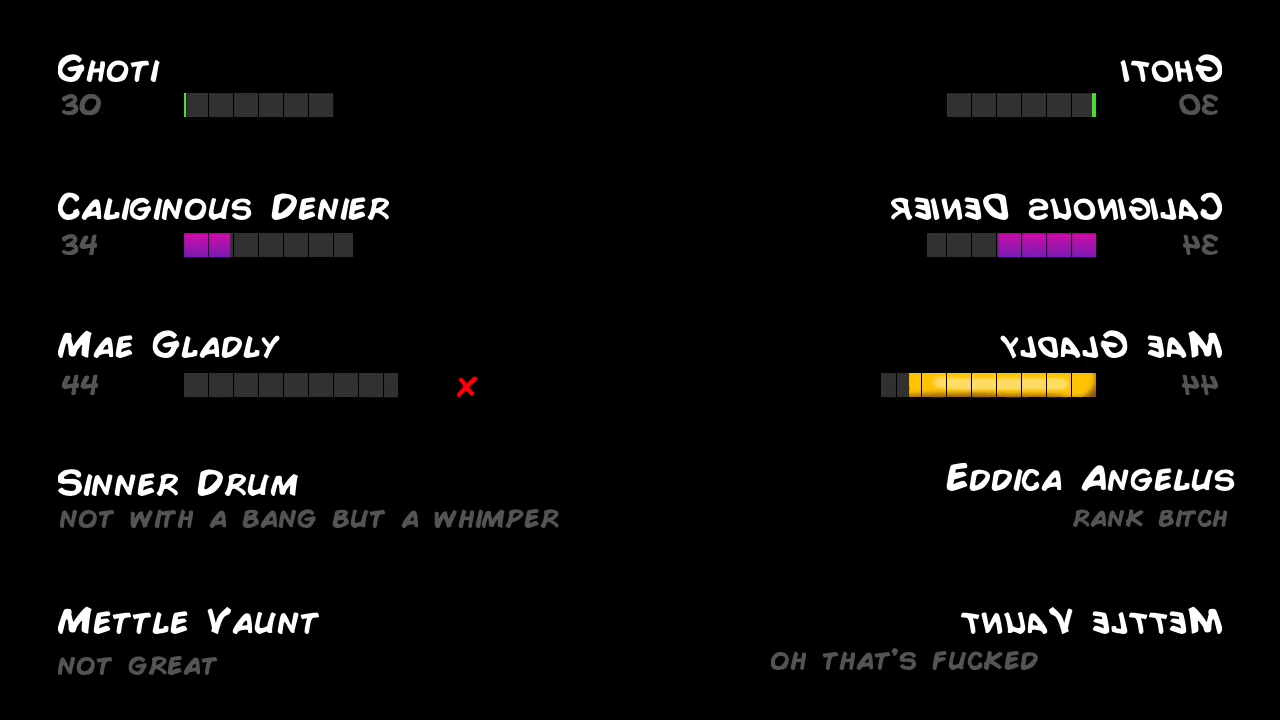 Ghoti
Ghoti
30
30
Caliginous Denier
Caliginous Denier
34
34
Mae Gladly
Mae Gladly
44
44
Sinner Drum
Eddica Angelus
NOT WITH A BANG BUT A WHIMPER
RANK BITCH
Mettle Vaunt
Mettle Vaunt
NOT GREAT
OH THAT'S FUCKED